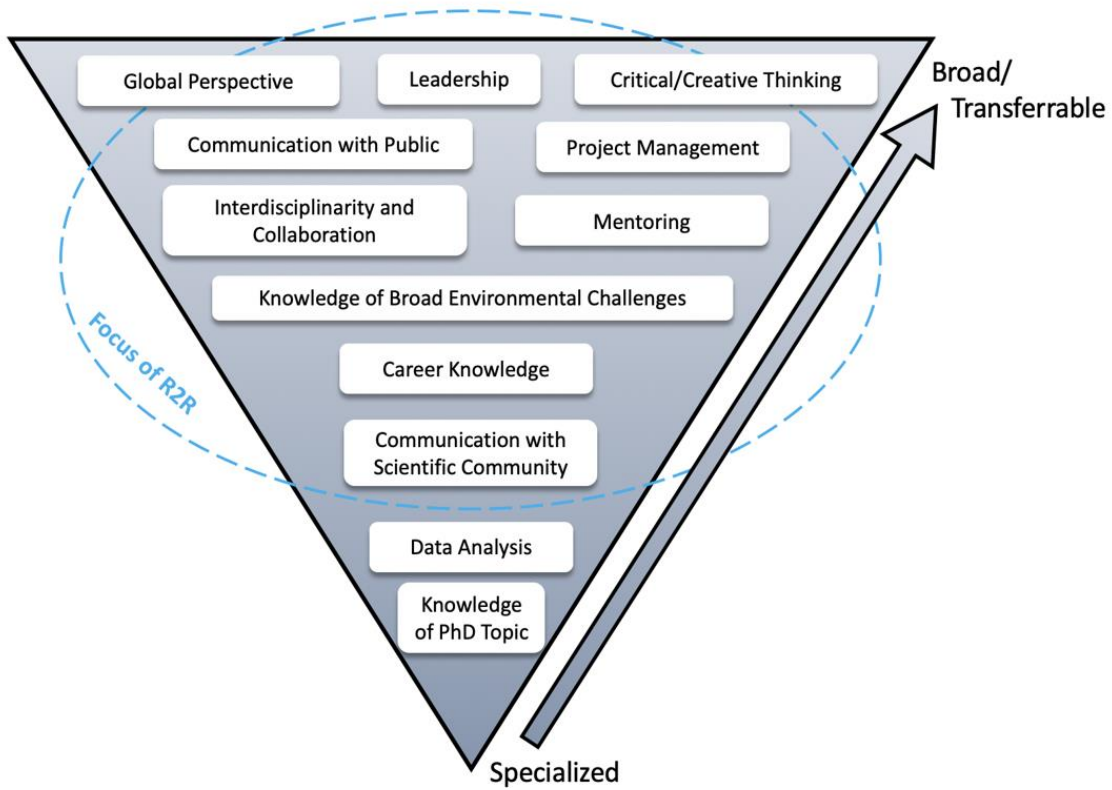 Global Perspective
Leadership
Critical/Creative Thinking
Broad/
Transferrable
Communication with Public
Project Management
Interdisciplinarity and
Collaboration
Mentoring
Knowledge of Broad Environmental Challenges
Focus of R2R
Career Knowledge
Communication with
Scientific Community
Data Analysis
Knowledge
of PhD Topic
Specialized